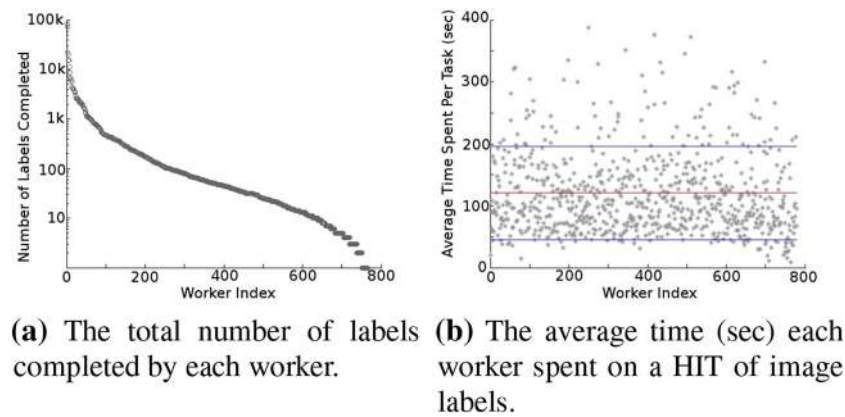 100k
10k
1k
100
10
0
200
400
600
800
Number of Labels Completed
Worker Index
400
300
200
100
0
0
200
400
600
800
Average Time Spent Per Task (sec)
Worker Index
(a) The total number of labels
completed by each worker.
(b) The average time (sec) each
worker spent on a HIT of image
labels.